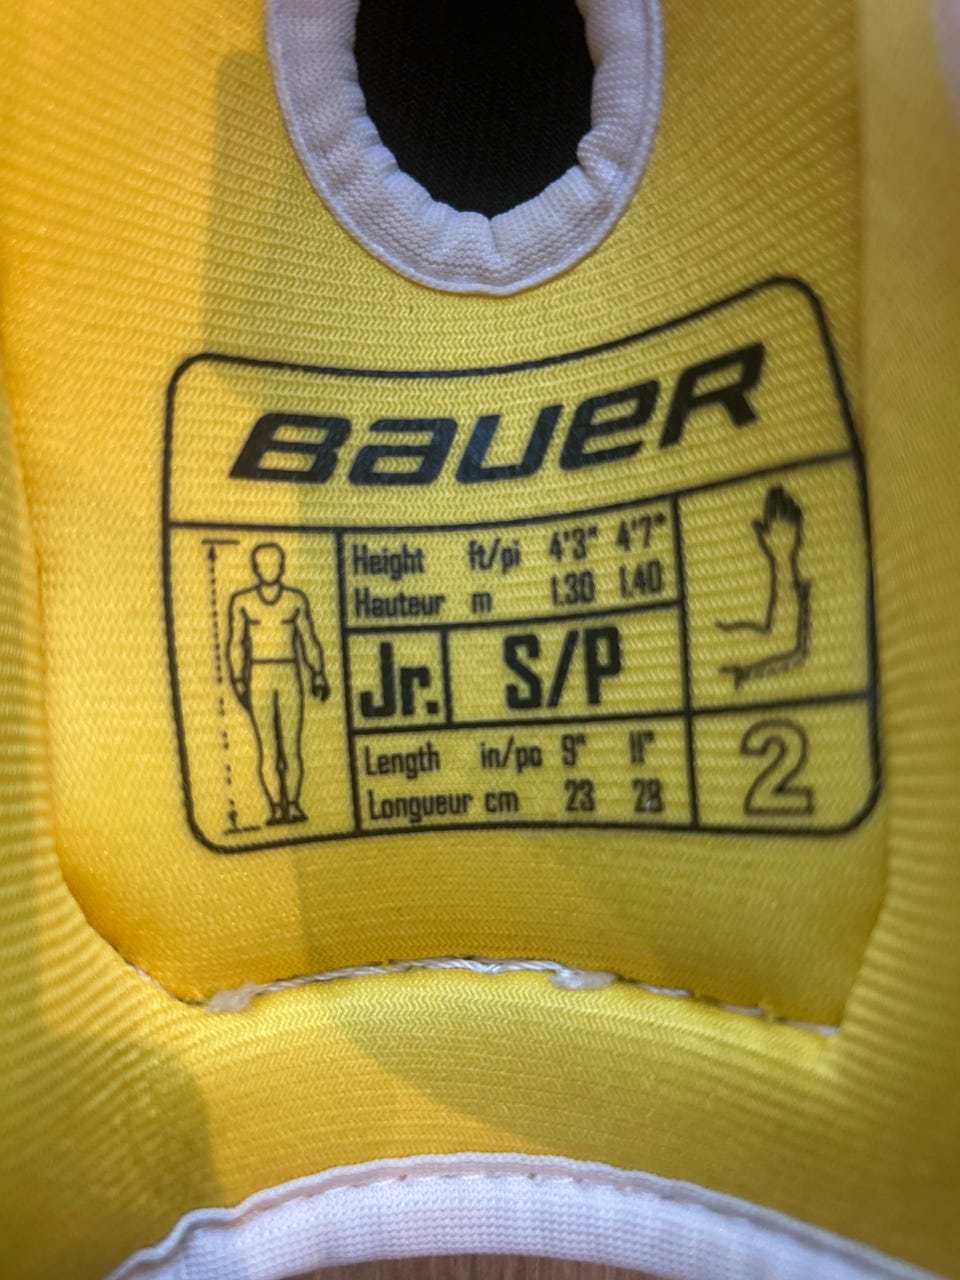 BAUER
Height ft/pi 4'3" 4'7"
Hauteur m 1.30 1.40
Jr. S/P
Length in/po 9" 11"
Longueur cm 23 28
2